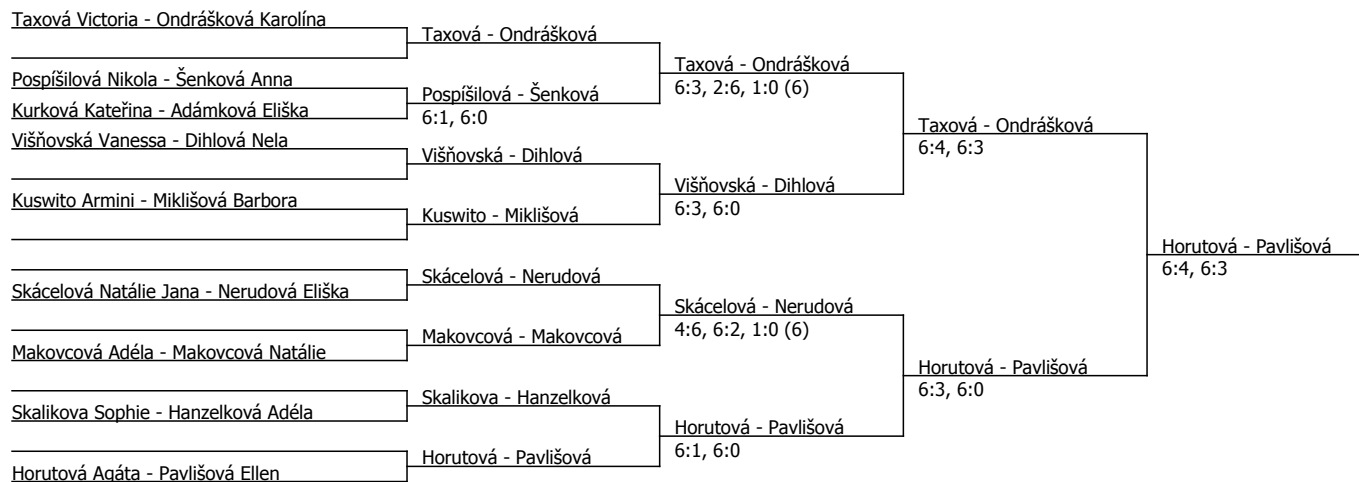 Taxová Victoria - Ondrášková Karolína
Pospíšilová Nikola - Šenková Anna
Kurková Kateřina - Adámková Eliška
Višňovská Vanessa - Dihlová Nela
Kuswito Armini - Miklišová Barbora
Skácelová Natálie Jana - Nerudová Eliška
Makovcová Adéla - Makovcová Natálie
Skalikova Sophie - Hanzelková Adéla
Horutová Agáta - Pavlišová Ellen
Taxová - Ondrášková
Pospíšilová - Šenková
6:1, 6:0
Višňovská - Dihlová
Kuswito - Miklišová
Skácelová - Nerudová
Makovcová - Makovcová
Skalikova - Hanzelková
Horutová - Pavlišová
Taxová - Ondrášková
6:3, 2:6, 1:0 (6)
Višňovská - Dihlová
6:3, 6:0
Skácelová - Nerudová
4:6, 6:2, 1:0 (6)
Horutová - Pavlišová
6:1, 6:0
Taxová - Ondrášková
6:4, 6:3
Horutová - Pavlišová
6:3, 6:0
Horutová - Pavlišová
6:4, 6:3